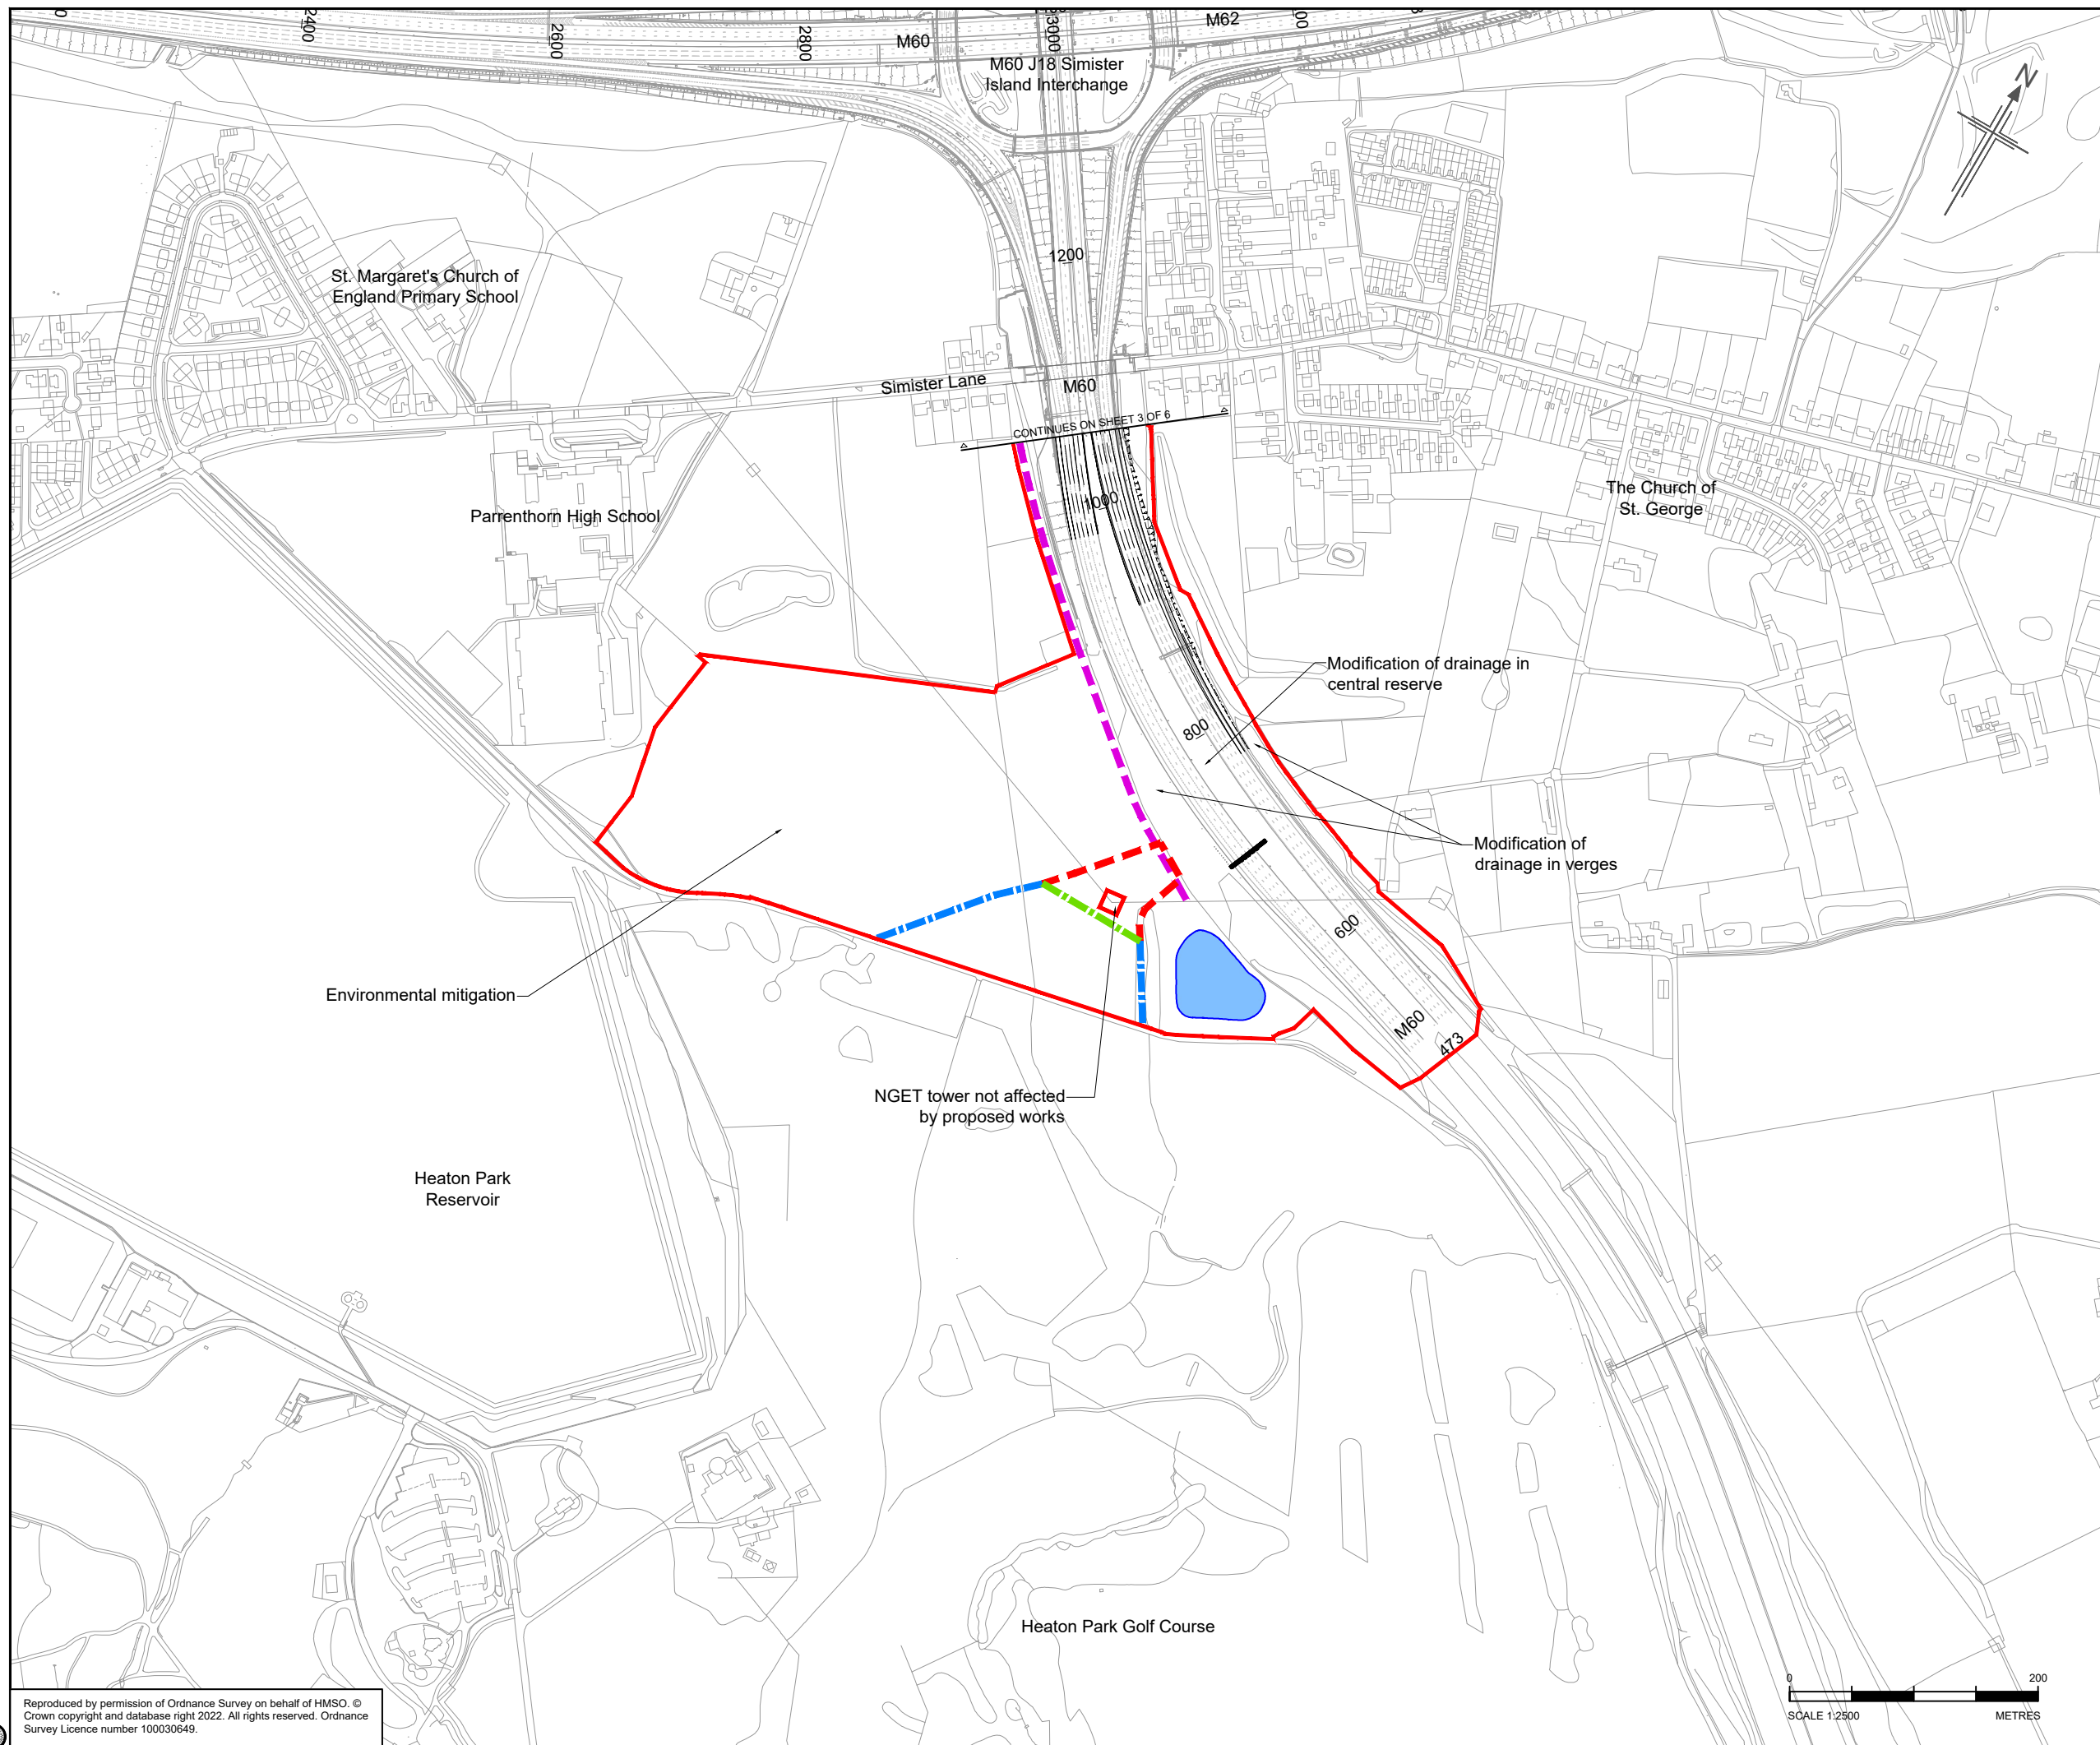 2400
2600
2800
3000
M60
M62
M60 J18 Simister
Island Interchange
N
1200
St. Margaret's Church of
England Primary School
Simister Lane
M60
CONTINUES ON SHEET 3 OF 6
1000
Parrenthorn High School
The Church of
St. George
Modification of drainage in
central reserve
800
Modification of
drainage in verges
600
Environmental mitigation
M60
473
NGET tower not affected
by proposed works
Heaton Park
Reservoir
Heaton Park Golf Course
0
200
SCALE 1:2500
METRES
Reproduced by permission of Ordnance Survey on behalf of HMSO. ©
Crown copyright and database right 2022. All rights reserved. Ordnance
Survey Licence number 100030649.